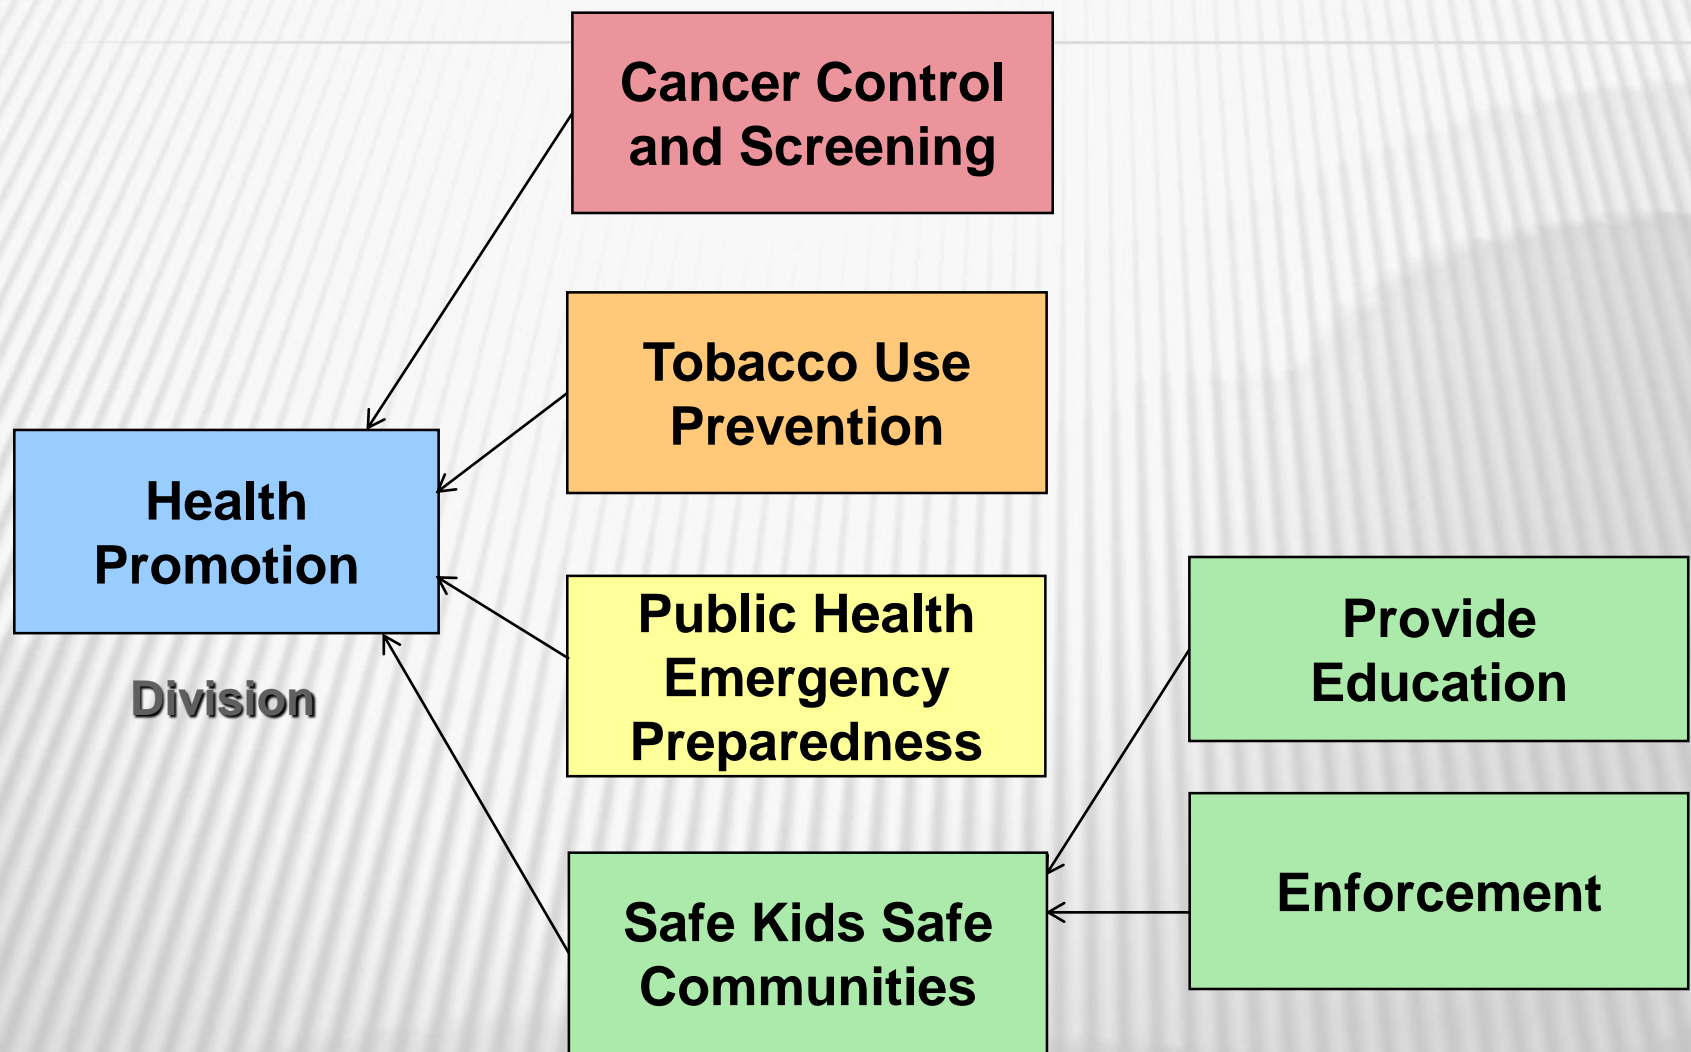 Cancer Control
and Screening
Tobacco Use
Prevention
Health
Promotion
Division
Public Health
Emergency
Preparedness
Provide
Education
Enforcement
Safe Kids Safe
Communities